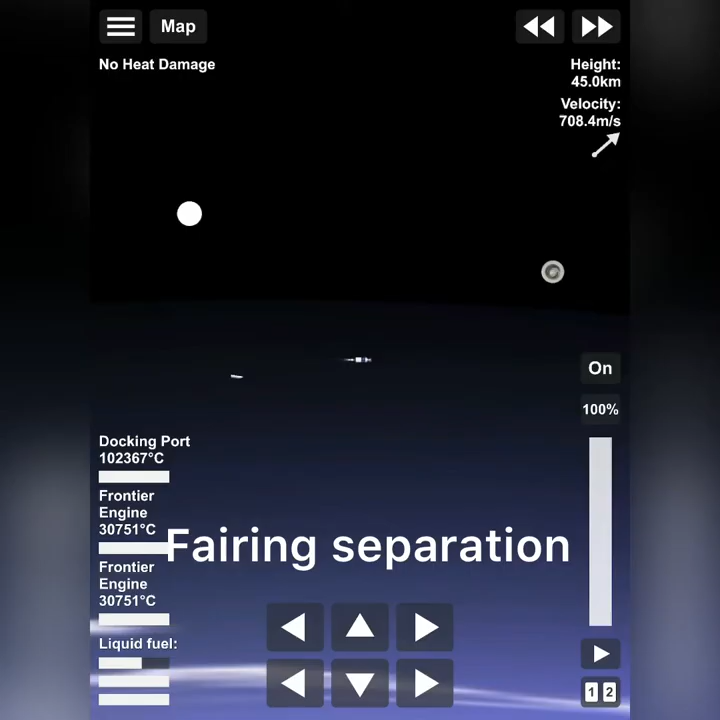 Map
No Heat Damage
Height:
45.0km
Velocity:
708.4m/s
On
100%
Docking Port
102367°C
Frontier
Engine
30751°C
Fairing separation
Frontier
Engine
30751°C
Liquid fuel:
1 2